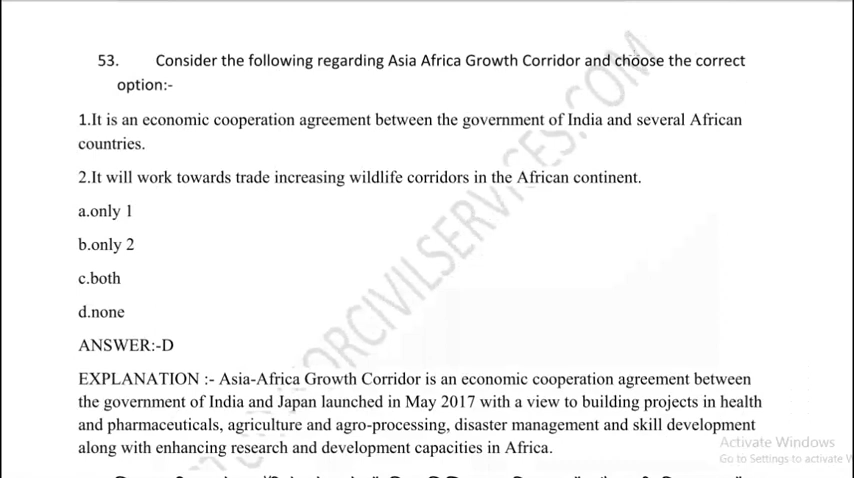 53. Consider the following regarding Asia Africa Growth Corridor and choose the correct
option:-
1.It is an economic cooperation agreement between the government of India and several African
countries.
2.It will work towards trade increasing wildlife corridors in the African continent.
a.only 1
b.only 2
c.both
d.none
ANSWER:-D
EXPLANATION :- Asia-Africa Growth Corridor is an economic cooperation agreement between
the government of India and Japan launched in May 2017 with a view to building projects in health
and pharmaceuticals, agriculture and agro-processing, disaster management and skill development
along with enhancing research and development capacities in Africa.
Activate Windows
Go to Settings to activate W
ORCIVILSERVICES.COM